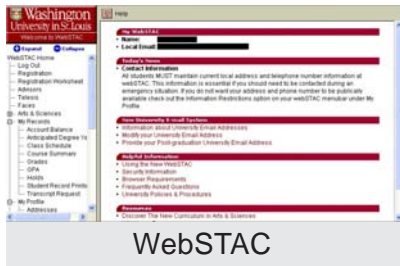 Washington
University in St. Louis
Welcome to WebSTAC
Expand Collapse
WebSTAC Home
Log Out
Registration
Registration Worksheet
Advisors
Telesis
Faces
Arts & Sciences
My Records
Account Balance
Anticipated Degree Ye
Class Schedule
Course Summary
Grades
GPA
Holds
Student Record Printo
Transcript Request
My Profile
Addresses
Help
My WebSTAC
• Name:
• Local Email:
Today's News
• Contact Information
All students MUST maintain current local address and telephone number information at
webSTAC. This information is essential if you should need to be contacted during an
emergency situation. If you do not want your address and phone number to be publically
available check out the Information Restrictions option on your webSTAC menubar under My
Profile.
New University E-mail System
• Information about University Email Addresses
• Modify your University Email Address
• Provide your Post-graduation University Email Address
Helpful Information
• Using the New WebSTAC
• Security Information
• Browser Requirements
• Frequently Asked Questions
• University Policies & Procedures
Resources
• Discover The New Curriculum in Arts & Sciences
WebSTAC